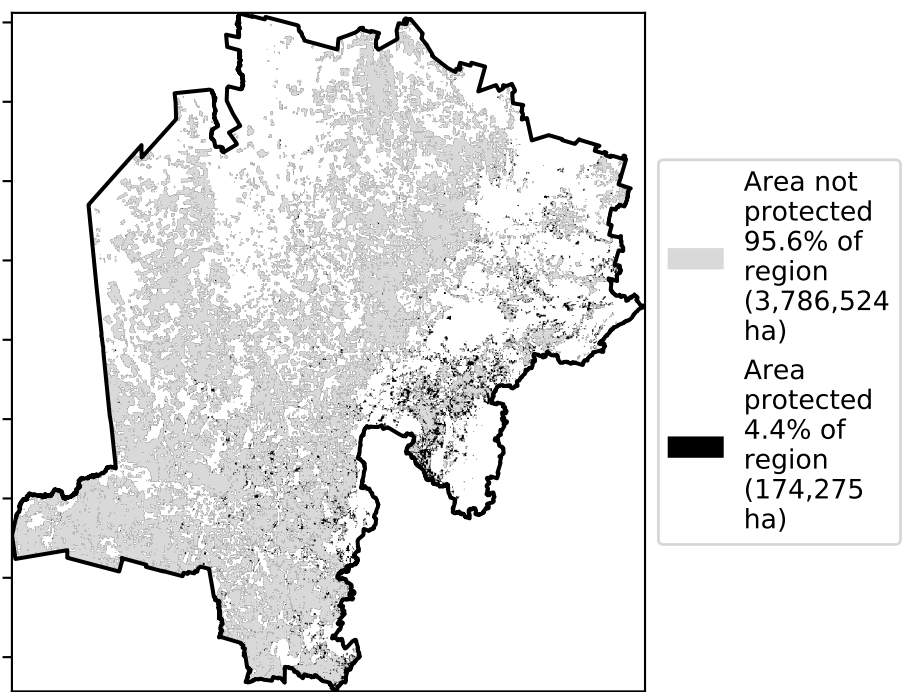 Area not
protected
95.6% of
region
(3,786,524
ha)
Area
protected
4.4% of
region
(174,275
ha)